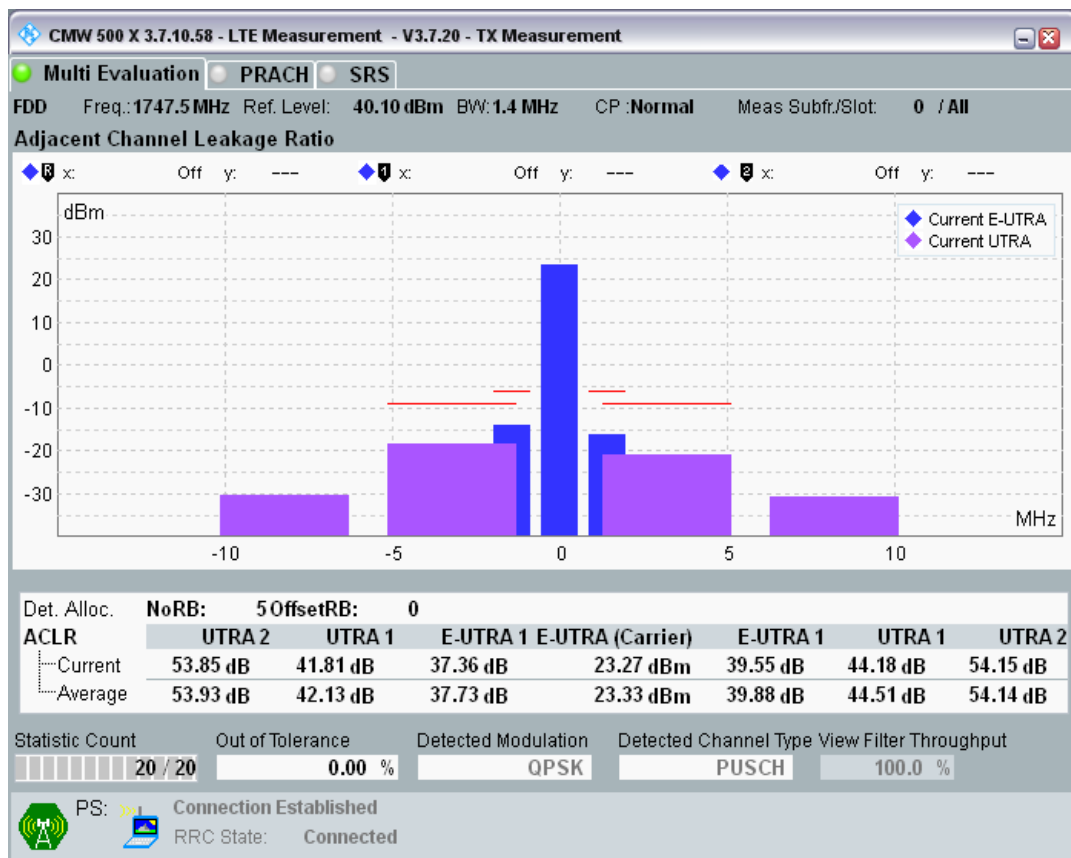 CMW 500 X 3.7.10.58 - LTE Measurement - V3.7.20 - TX Measurement
Multi Evaluation PRACH SRS
FDD Freq.:1747.5 MHz Ref. Level: 40.10 dBm BW:1.4 MHz CP :Normal Meas Subfr./Slot: 0 / All
Adjacent Channel Leakage Ratio
R x: Off y: --- 1 x: Off y: --- 2 x: Off y: ---
dBm
Current E-UTRA
Current UTRA
30
20
10
0
-10
-20
-30
MHz
-10 -5 0 5 10
Det. Alloc. NoRB: 5 OffsetRB: 0
ACLR UTRA 2 UTRA 1 E-UTRA 1 E-UTRA (Carrier) E-UTRA 1 UTRA 1 UTRA 2
Current 53.85 dB 41.81 dB 37.36 dB 23.27 dBm 39.55 dB 44.18 dB 54.15 dB
Average 53.93 dB 42.13 dB 37.73 dB 23.33 dBm 39.88 dB 44.51 dB 54.14 dB
Statistic Count Out of Tolerance Detected Modulation Detected Channel Type View Filter Throughput
20 / 20 0.00 % QPSK PUSCH 100.0 %
PS: Connection Established
RRC State: Connected